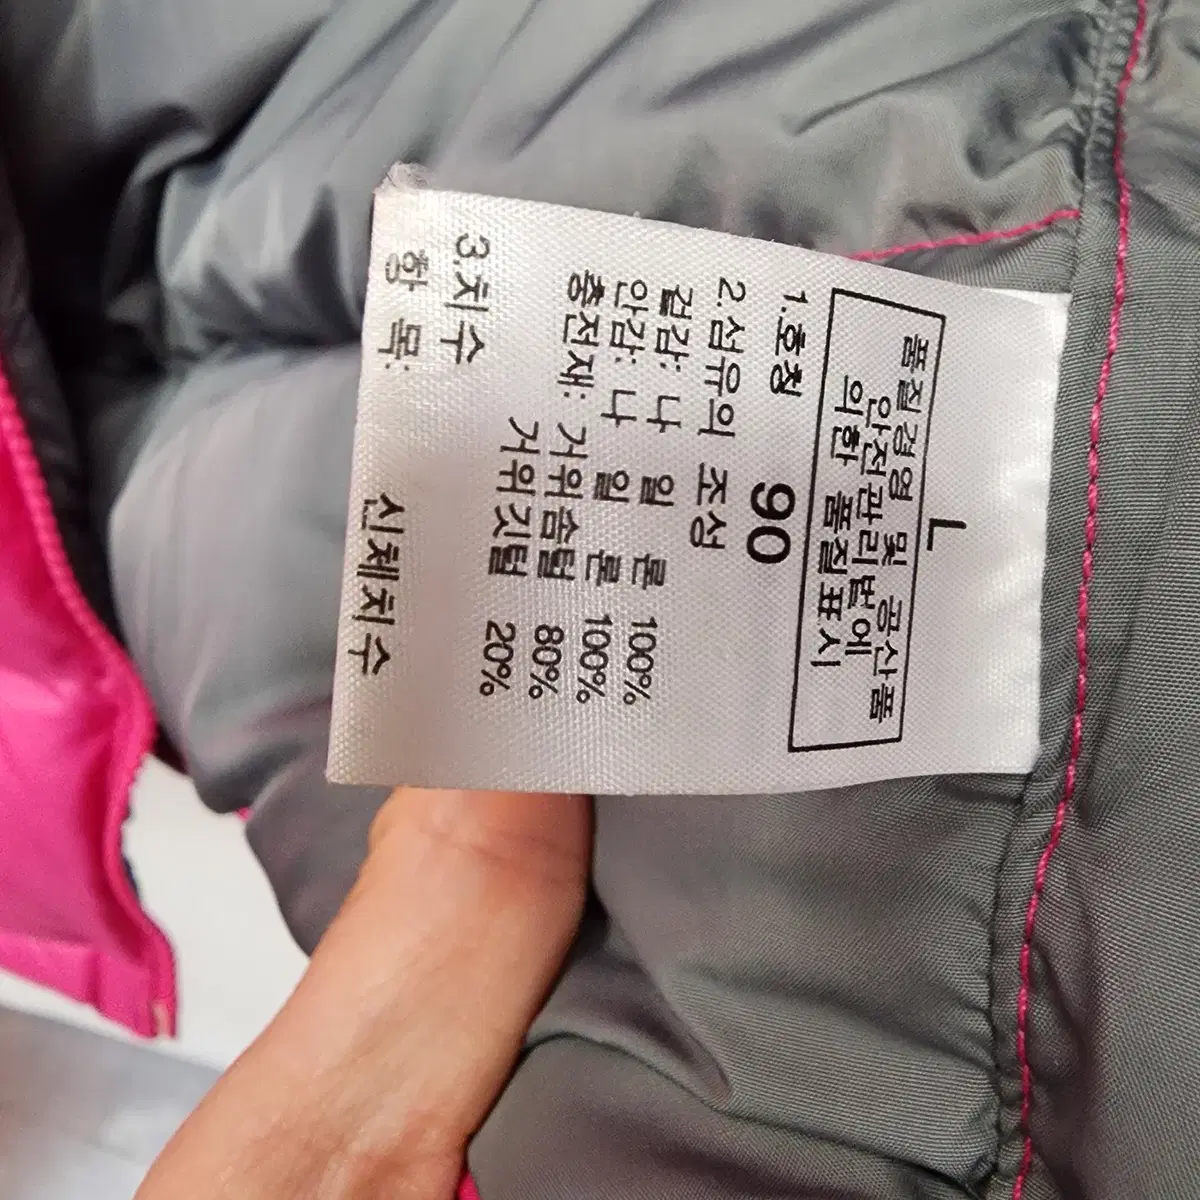 L
품질경영 및 공산품
안전관리법에
의한 품질표시
1.호칭 90
2.섬유의 조성
겉감: 나 일 론 100%
안감: 나 일 론 100%
충전재: 거위솜털 80%
거위깃털 20%
3.치수
항 목: 신체치수